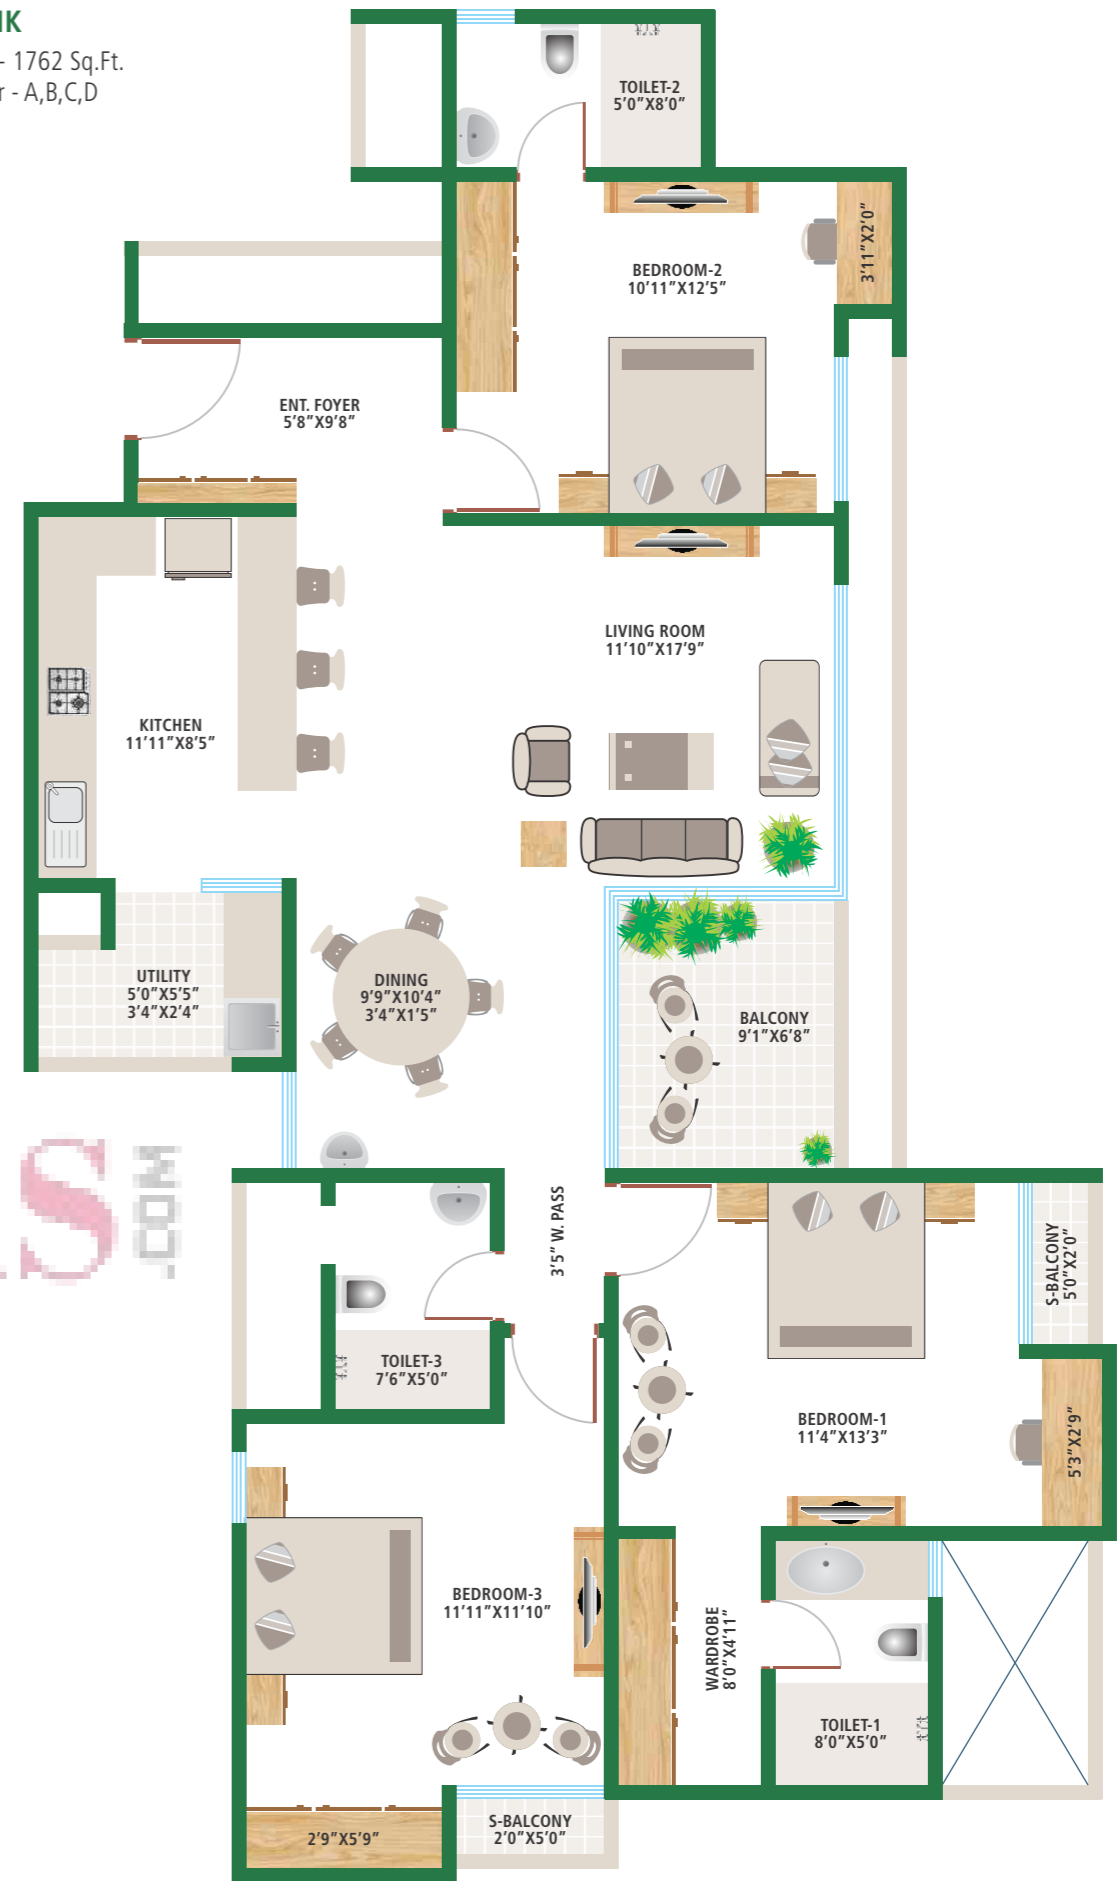 - 1762 Sq.Ft.
- A,B,C,D
TOILET-2
5'0"X8'0"
3'11"X2'0"
BEDROOM-2
10'11"X12'5"
ENT. FOYER
5'8"X9'8"
LIVING ROOM
11'10"X17'9"
KITCHEN
11'11"X8'5"
UTILITY
5'0"X5'5"
3'4"X2'4"
DINING
9'9"X10'4"
3'4"X1'5"
BALCONY
9'1"X6'8"
3'5" W. PASS
S-BALCONY
5'0"X2'0"
TOILET-3
7'6"X5'0"
BEDROOM-1
11'4"X13'3"
5'3"X2'9"
BEDROOM-3
11'11"X11'10"
WARDROBE
8'0"X4'11"
TOILET-1
8'0"X5'0"
S-BALCONY
2'0"X5'0"
2'9"X5'9"